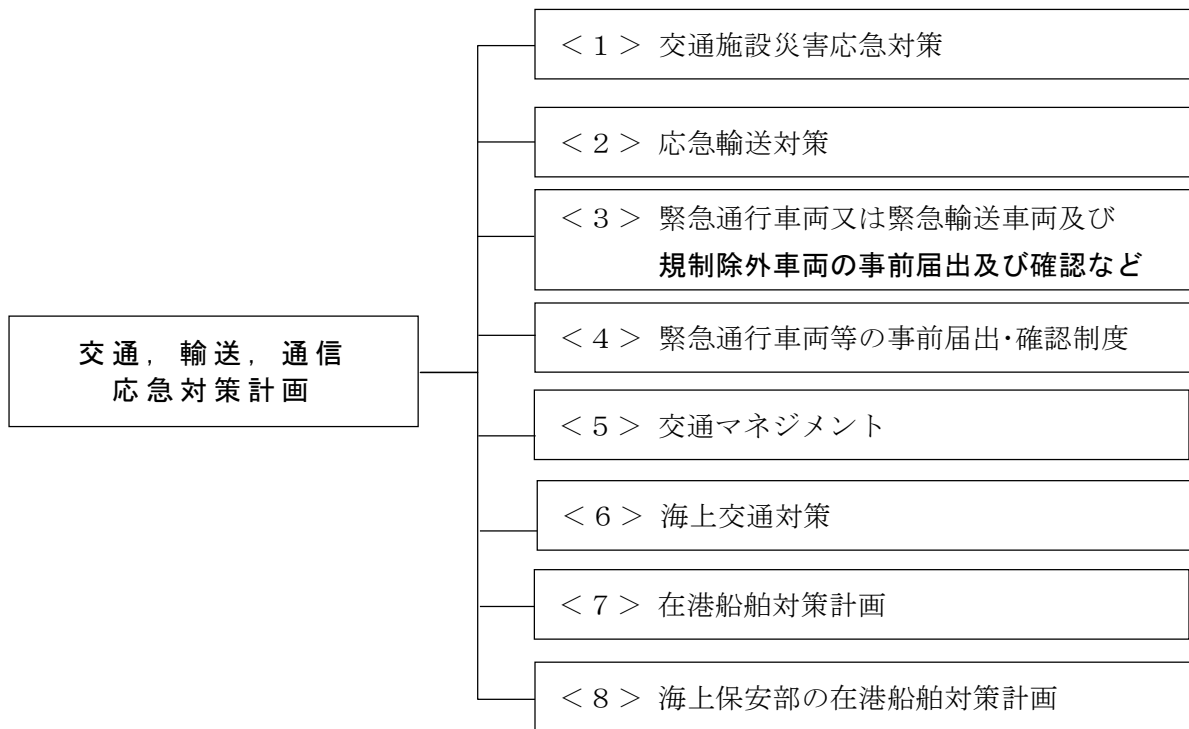 <1> 交通施設災害応急対策
<2> 応急輸送対策
<3> 緊急通行車両又は緊急輸送車両及び
規制除外車両の事前届出及び確認など
交通,輸送,通信
応急対策計画
<4> 緊急通行車両等の事前届出・確認制度
<5> 交通マネジメント
<6> 海上交通対策
<7> 在港船舶対策計画
<8> 海上保安部の在港船舶対策計画